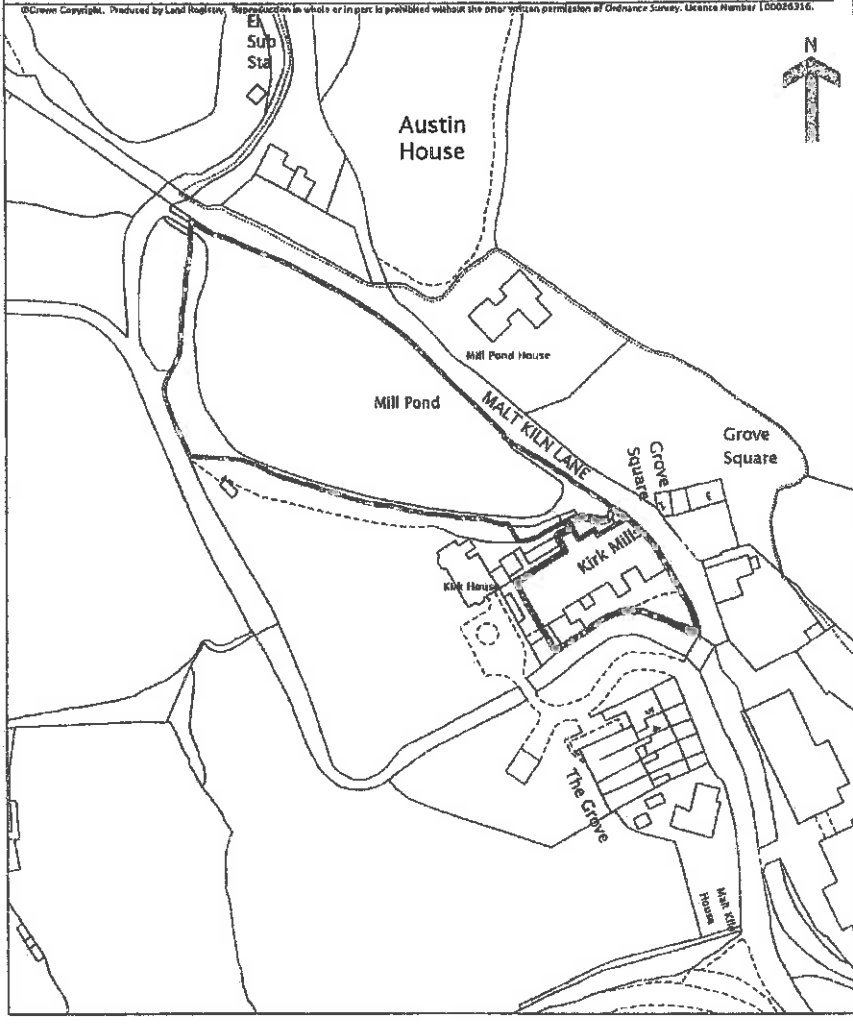 ©Crown Copyright. Produced by Land Registry. Reproduction in whole or in part is prohibited without the prior written permission of Ordnance Survey. Licence Number 100026316.
El
Sub
Sta
N
Austin
House
Mill Pond House
Mill Pond
MALT KILN LANE
Grove
Square
Grove
Square
Kirk Mills
Kirk House
The Grove
Malt Kiln
House